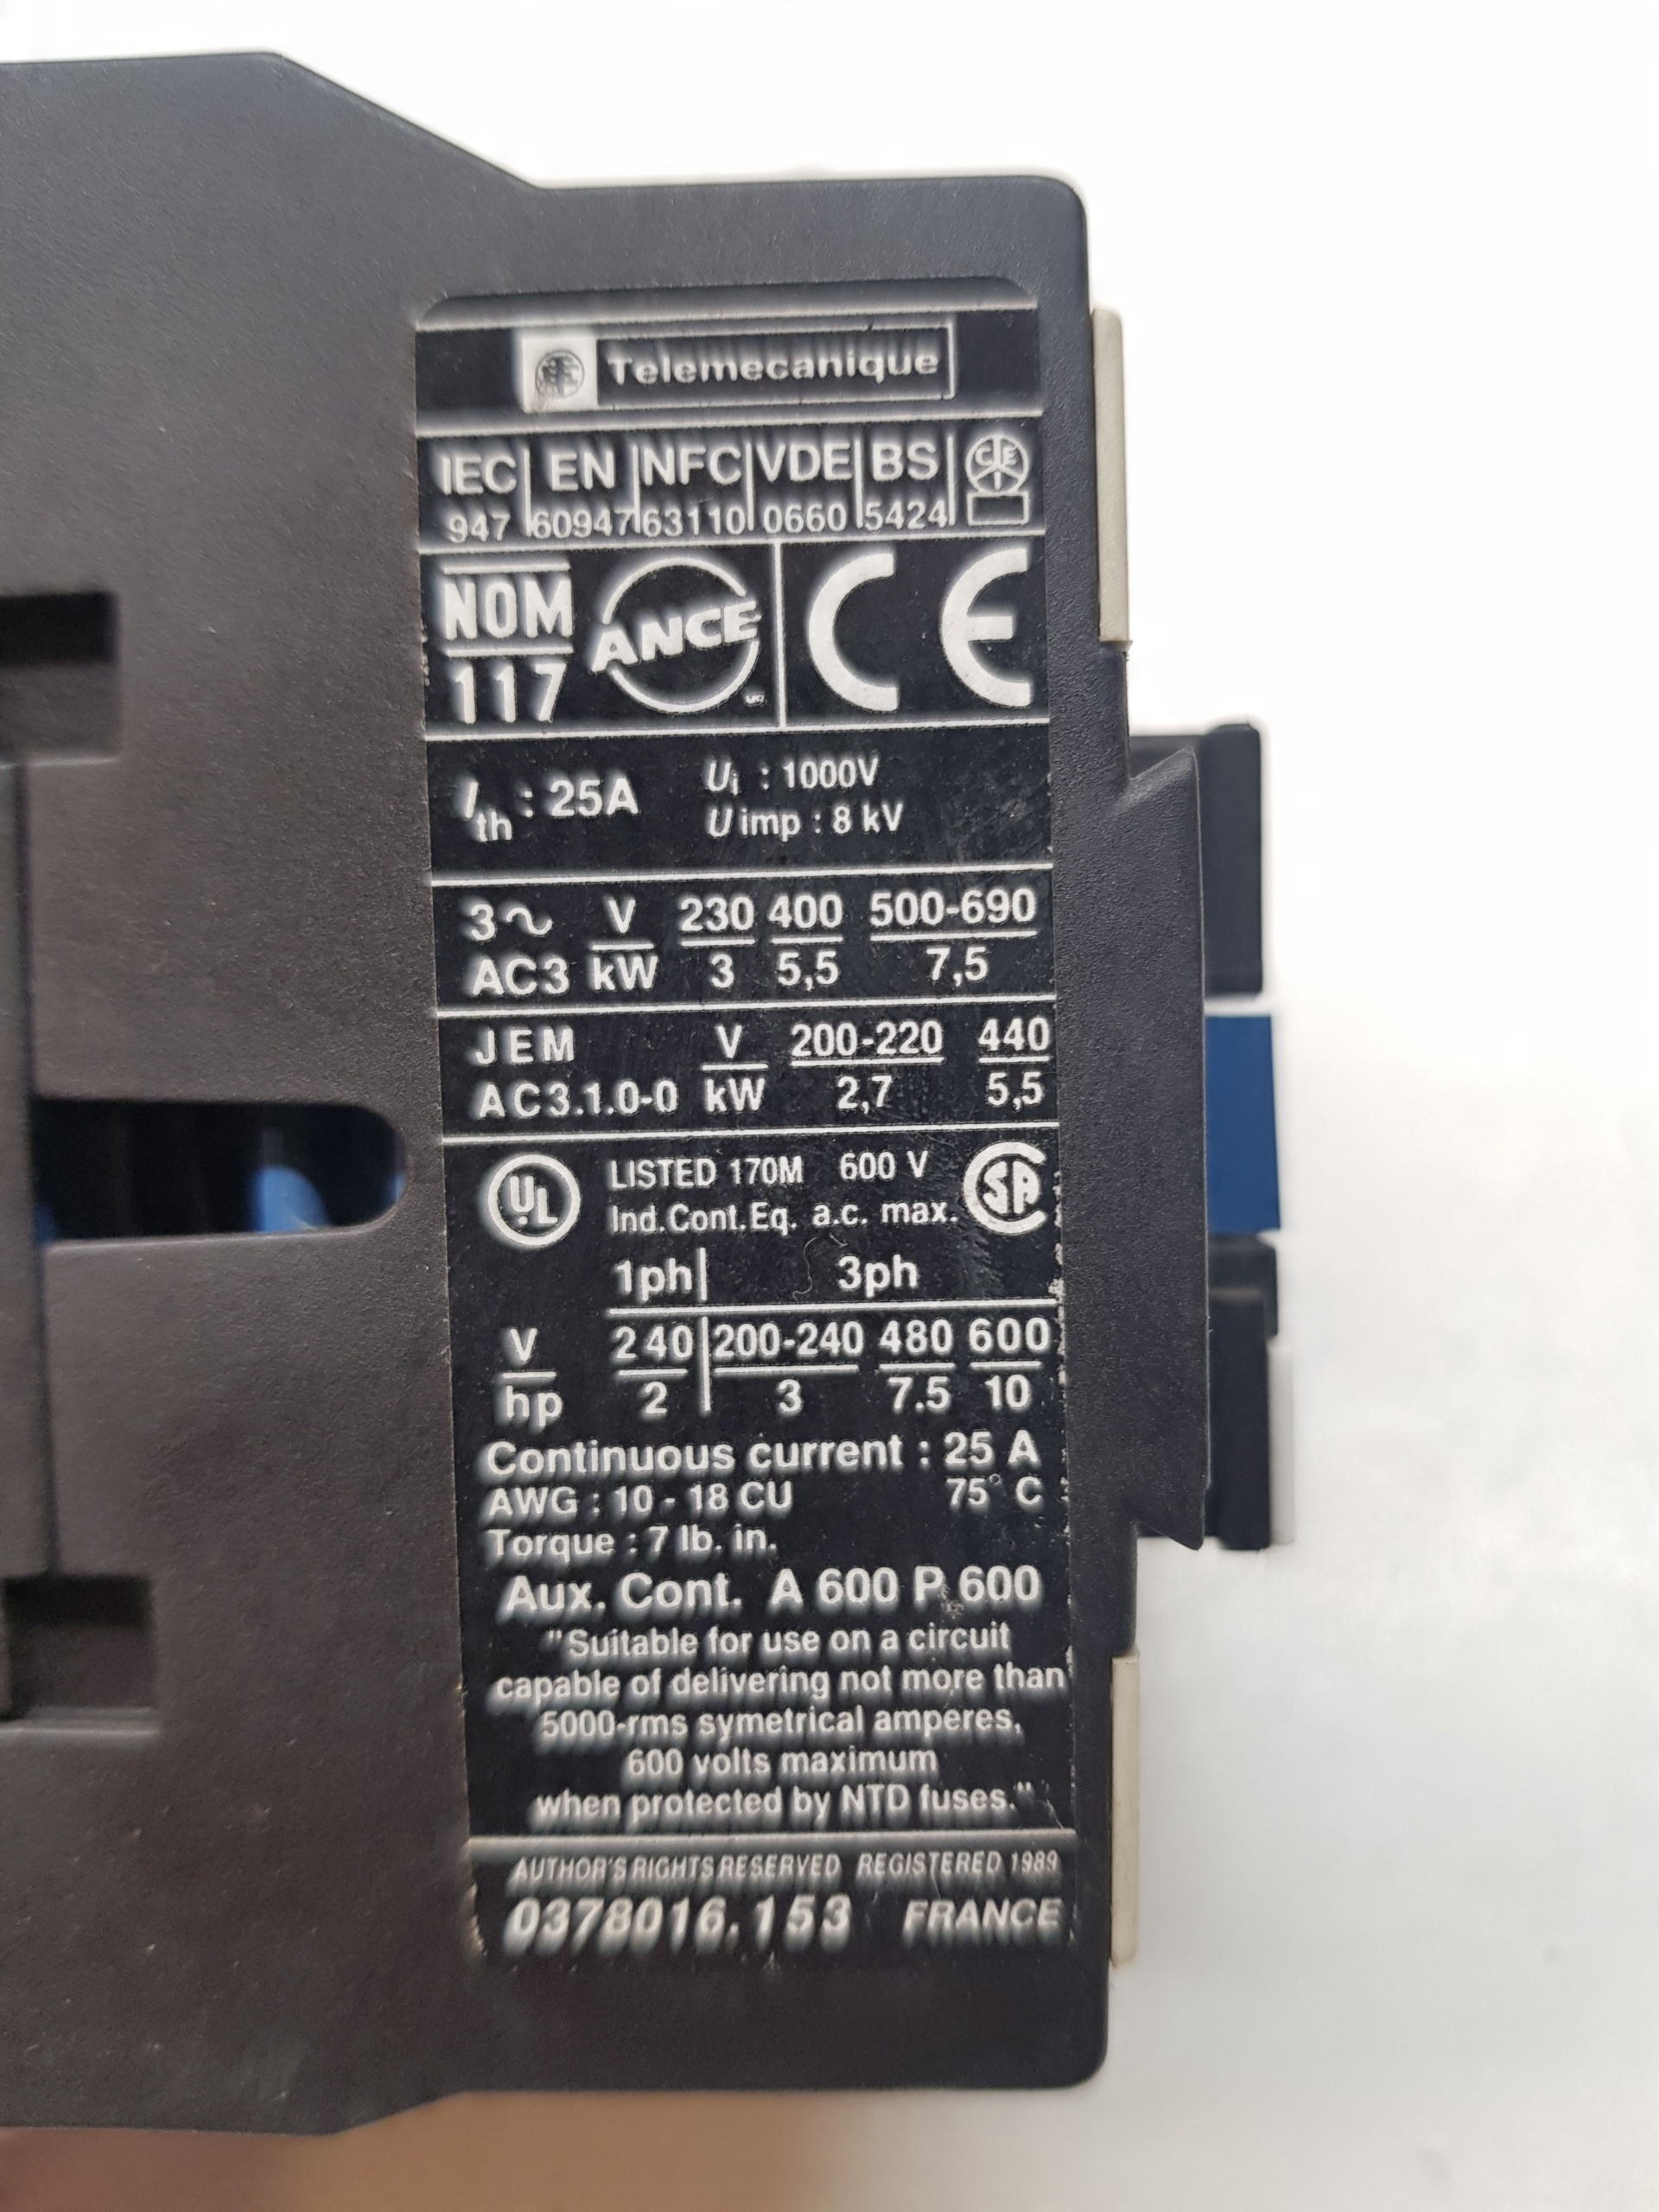 Telemecanique
IEC EN NFC VDE BS CEI
947 60947 63110 0660 5424
NOM ANCE CE
117
Ith : 25A Ui : 1000V
U imp : 8 kV
3~ V 230 400 500-690
AC3 kW 3 5,5 7,5
JEM V 200-220 440
AC3.1.0-0 kW 2,7 5,5
UL LISTED 170M 600 V SA
Ind.Cont.Eq. a.c. max.
1ph 3ph
V 240 200-240 480 600
hp 2 3 7.5 10
Continuous current : 25 A
AWG : 10 - 18 CU 75° C
Torque : 7 lb. in.
Aux. Cont. A 600 P 600
"Suitable for use on a circuit
capable of delivering not more than
5000-rms symetrical amperes,
600 volts maximum
when protected by NTD fuses."
AUTHOR'S RIGHTS RESERVED REGISTERED 1989
0378016.153 FRANCE